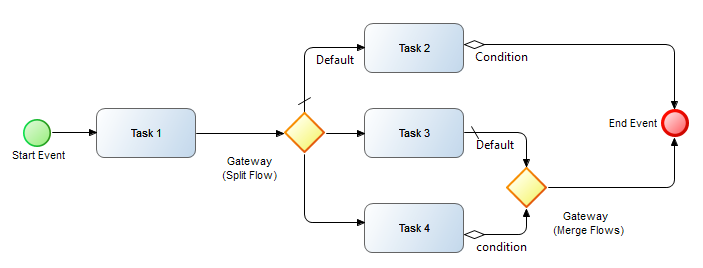 Task 2
Default
Condition
Task 1
Task 3
End Event
Start Event
Default
Gateway
(Split Flow)
Task 4
condition
Gateway
(Merge Flows)